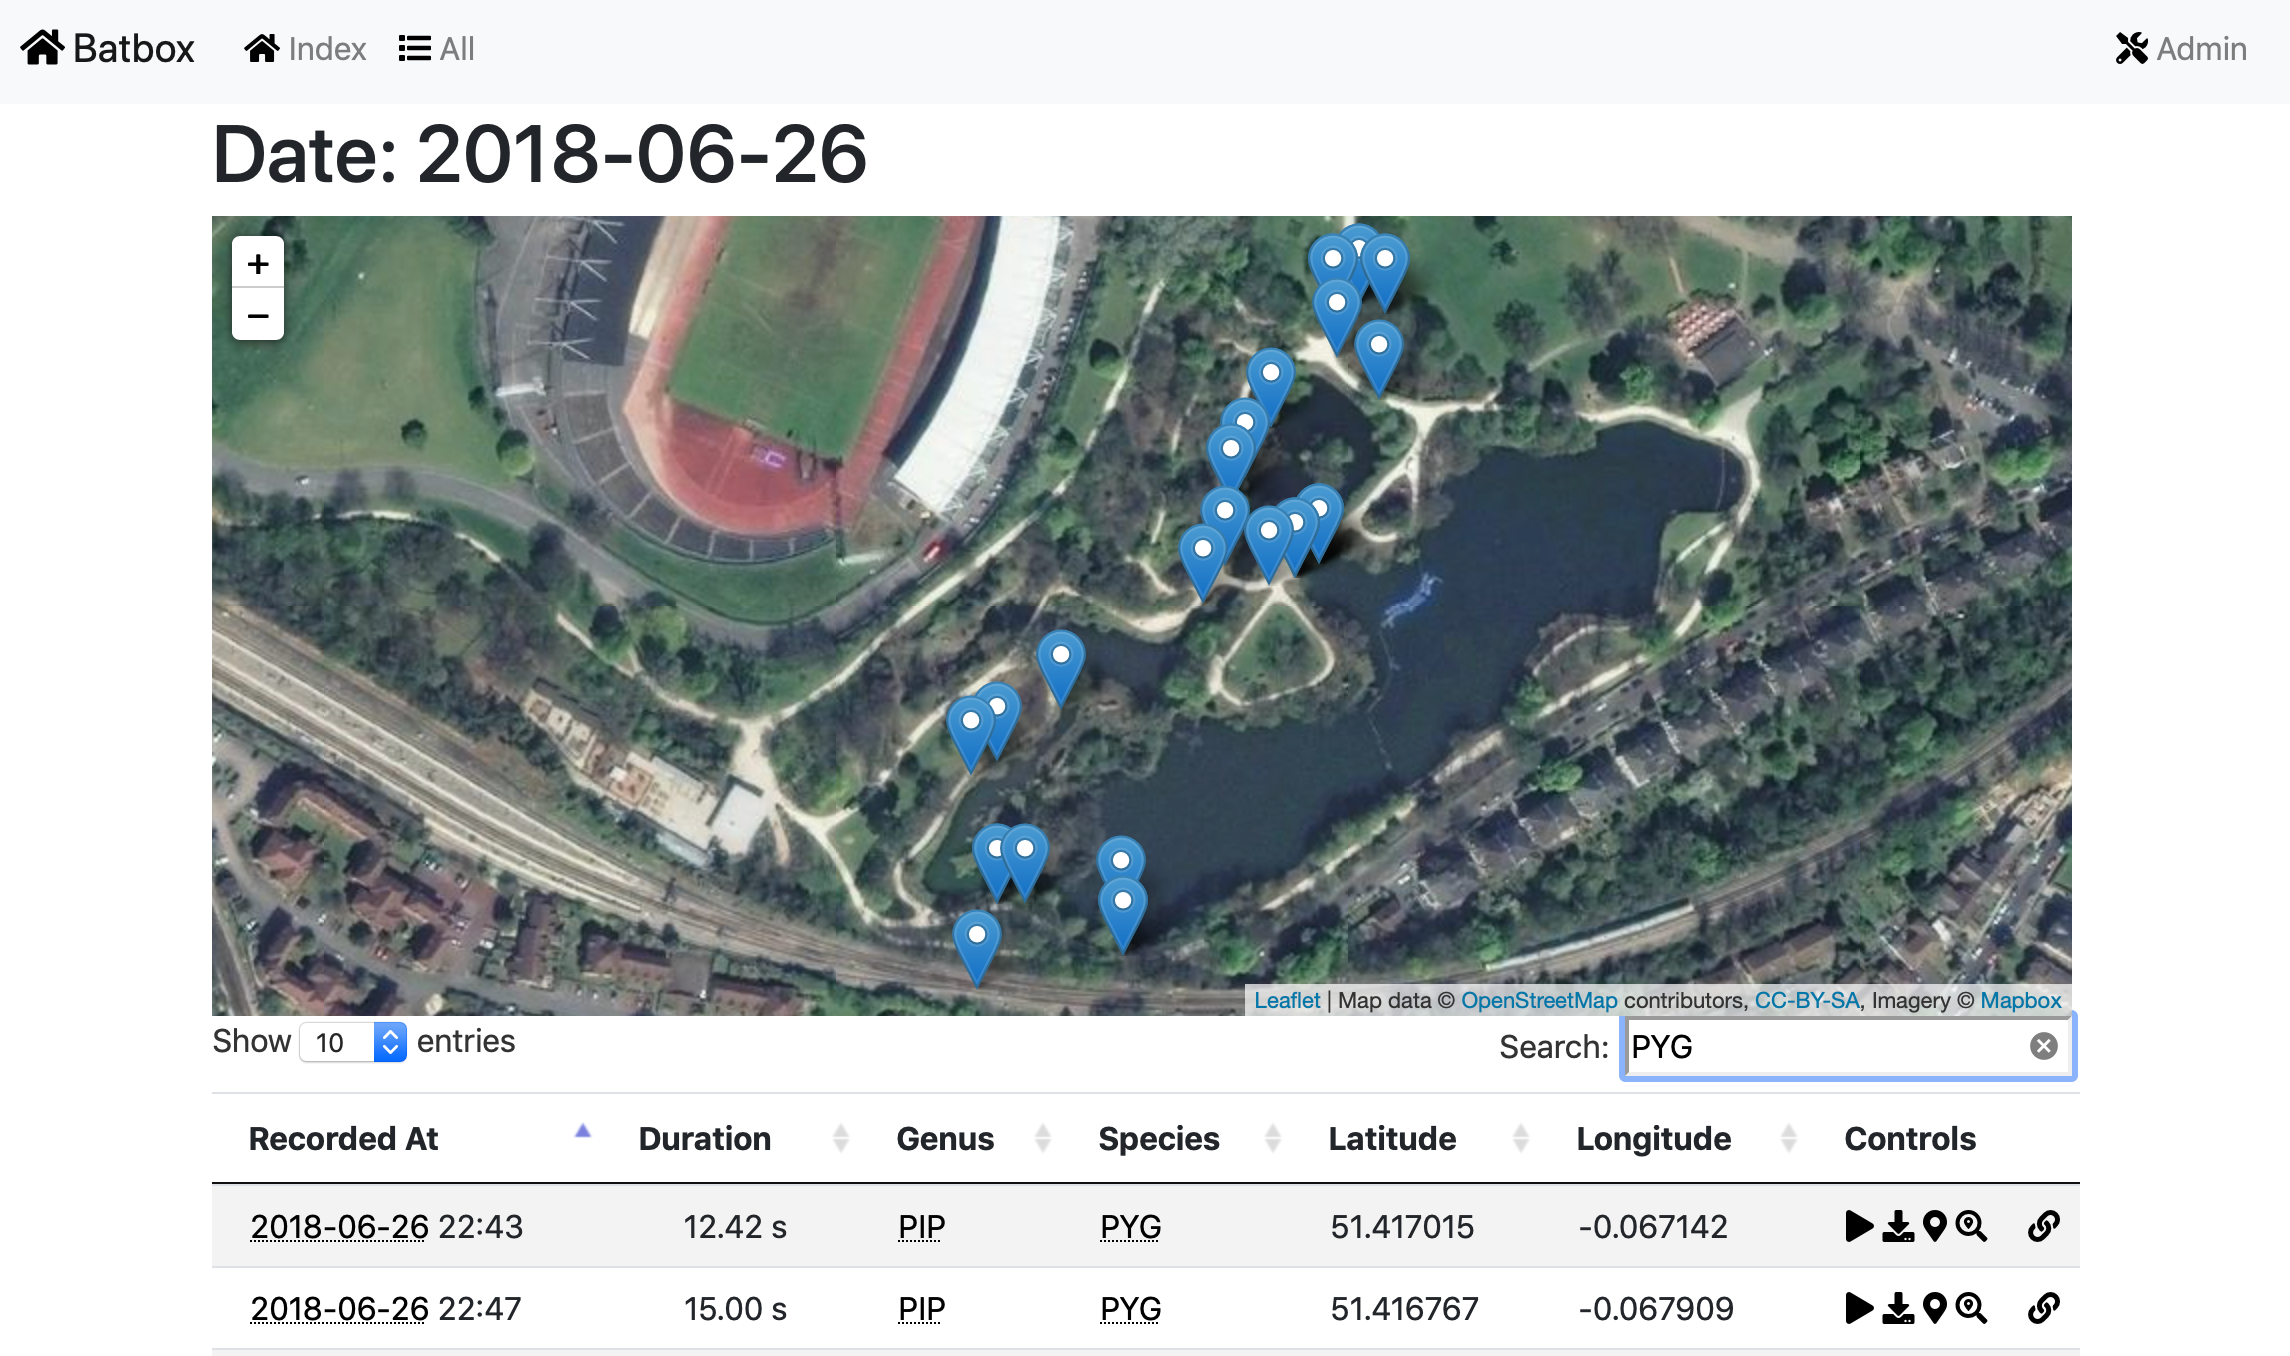 Batbox Index All Admin
Date: 2018-06-26
+
−
Leaflet | Map data © OpenStreetMap contributors, CC-BY-SA, Imagery © Mapbox
Show 10 entries Search: PYG
Recorded At Duration Genus Species Latitude Longitude Controls
2018-06-26 22:43 12.42 s PIP PYG 51.417015 -0.067142
2018-06-26 22:47 15.00 s PIP PYG 51.416767 -0.067909